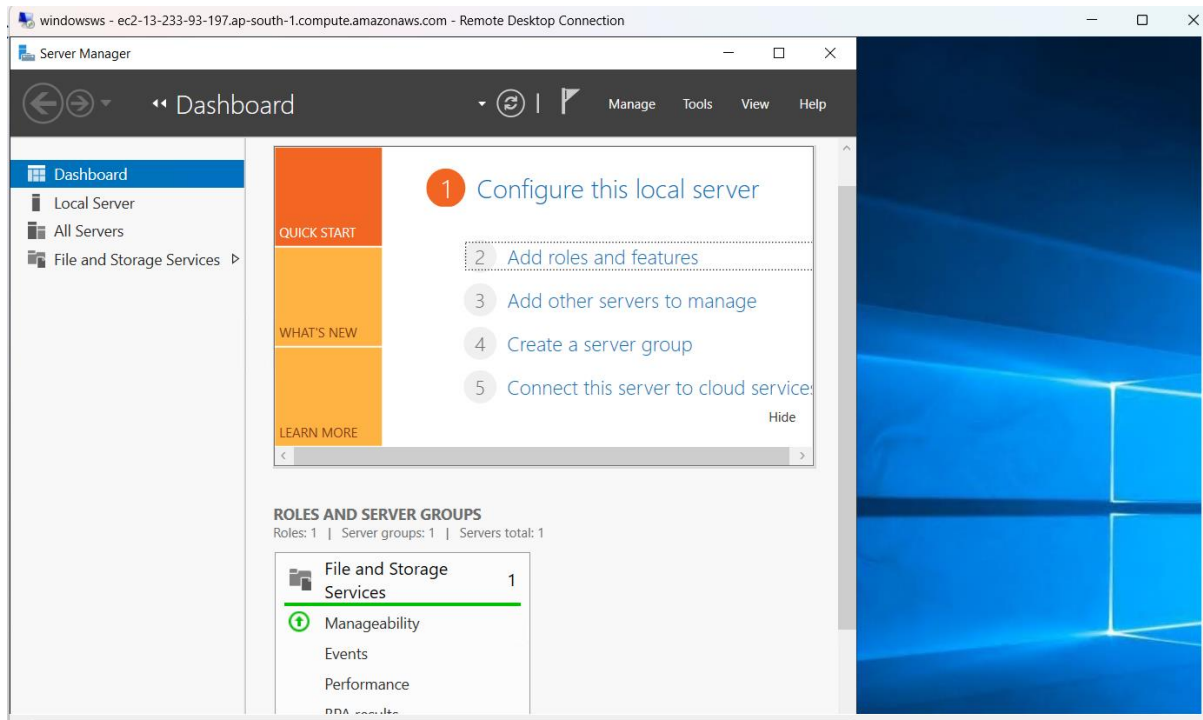 windowsws - ec2-13-233-93-197.ap-south-1.compute.amazonaws.com - Remote Desktop Connection
Server Manager
Dashboard
Manage Tools View Help
Dashboard
Local Server
All Servers
File and Storage Services
QUICK START
WHAT'S NEW
LEARN MORE
1 Configure this local server
2 Add roles and features
3 Add other servers to manage
4 Create a server group
5 Connect this server to cloud services
Hide
ROLES AND SERVER GROUPS
Roles: 1 | Server groups: 1 | Servers total: 1
File and Storage
Services
1
Manageability
Events
Performance
BPA results